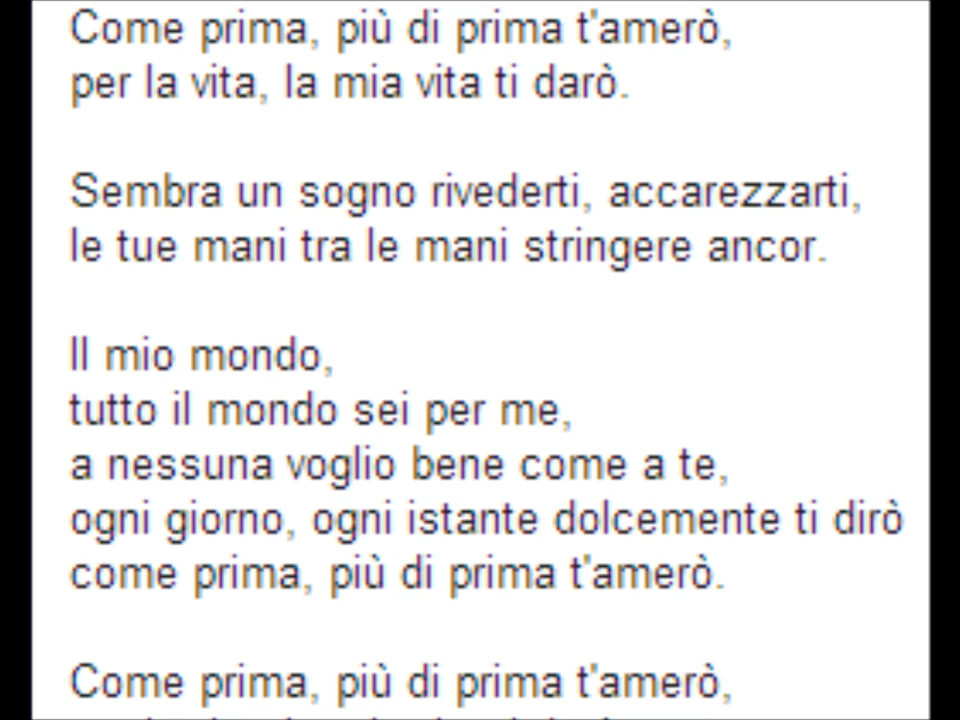 Come prima, più di prima t'amerò,
per la vita, la mia vita ti darò.
Sembra un sogno rivederti, accarezzarti,
le tue mani tra le mani stringere ancor.
Il mio mondo,
tutto il mondo sei per me,
a nessuna voglio bene come a te,
ogni giorno, ogni istante dolcemente ti dirò
come prima, più di prima t'amerò.
Come prima, più di prima t'amerò,